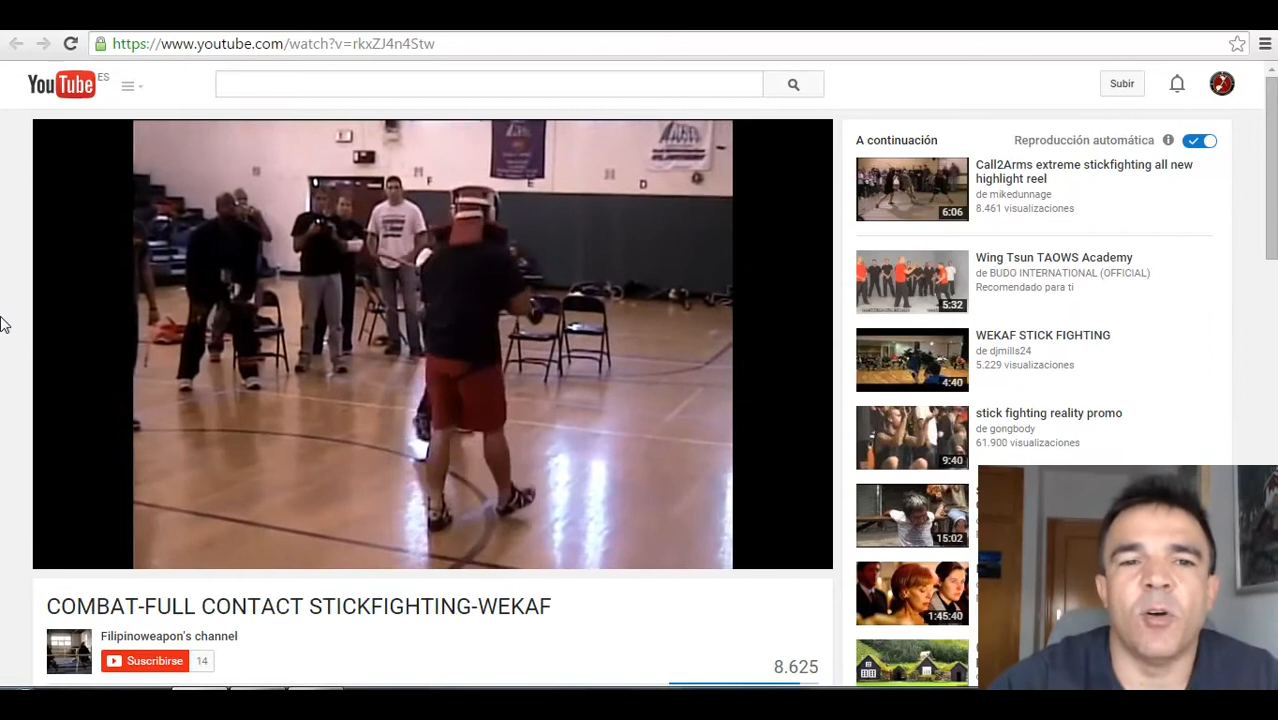 https://www.youtube.com/watch?v=rkxZJ4n4Stw
YouTube ES
Subir
F
E
D
A continuación
Reproducción automática
Call2Arms extreme stickfighting all new
highlight reel
de mikedunnage
8.461 visualizaciones
6:06
Wing Tsun TAOWS Academy
de BUDO INTERNATIONAL (OFFICIAL)
Recomendado para ti
5:32
WEKAF STICK FIGHTING
de djmills24
5.229 visualizaciones
4:40
stick fighting reality promo
de gongbody
61.900 visualizaciones
9:40
15:02
1:45:40
COMBAT-FULL CONTACT STICKFIGHTING-WEKAF
Filipinoweapon's channel
Suscribirse 14
8.625